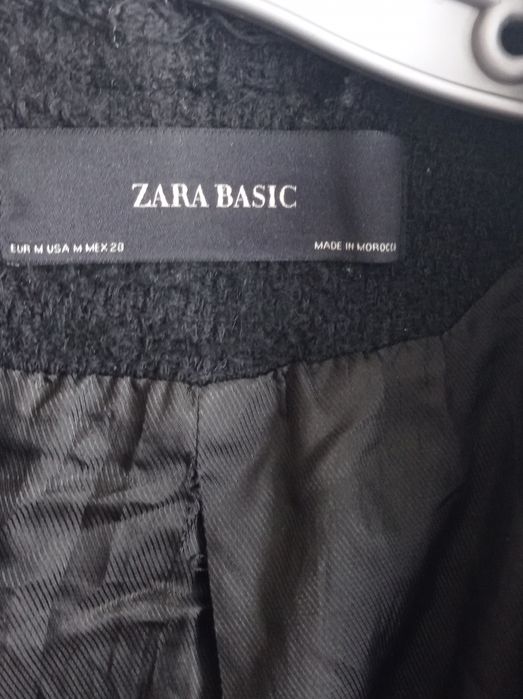 ZARA BASIC
EUR M USA M MEX 28 MADE IN MOROCCO